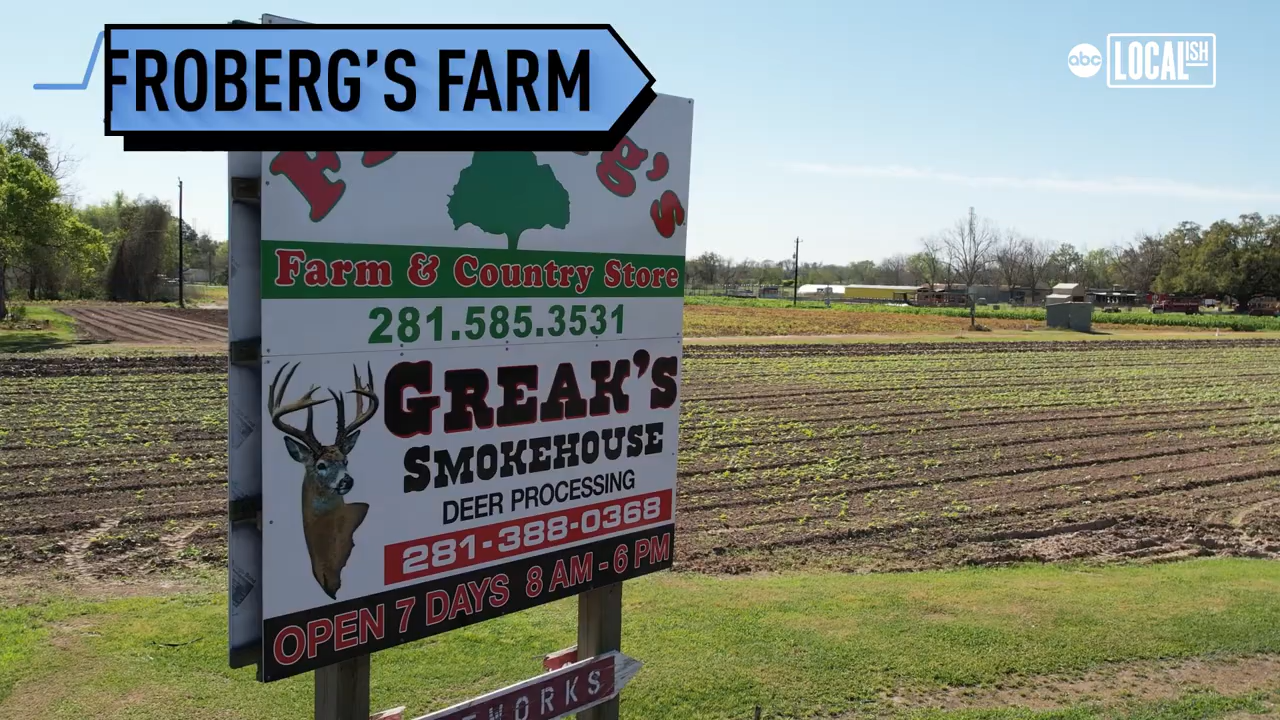 FROBERG'S FARM
abc LOCALISH
Farm & Country Store
281.585.3531
GREAK'S
SMOKEHOUSE
DEER PROCESSING
281-388-0368
OPEN 7 DAYS 8 AM - 6 PM